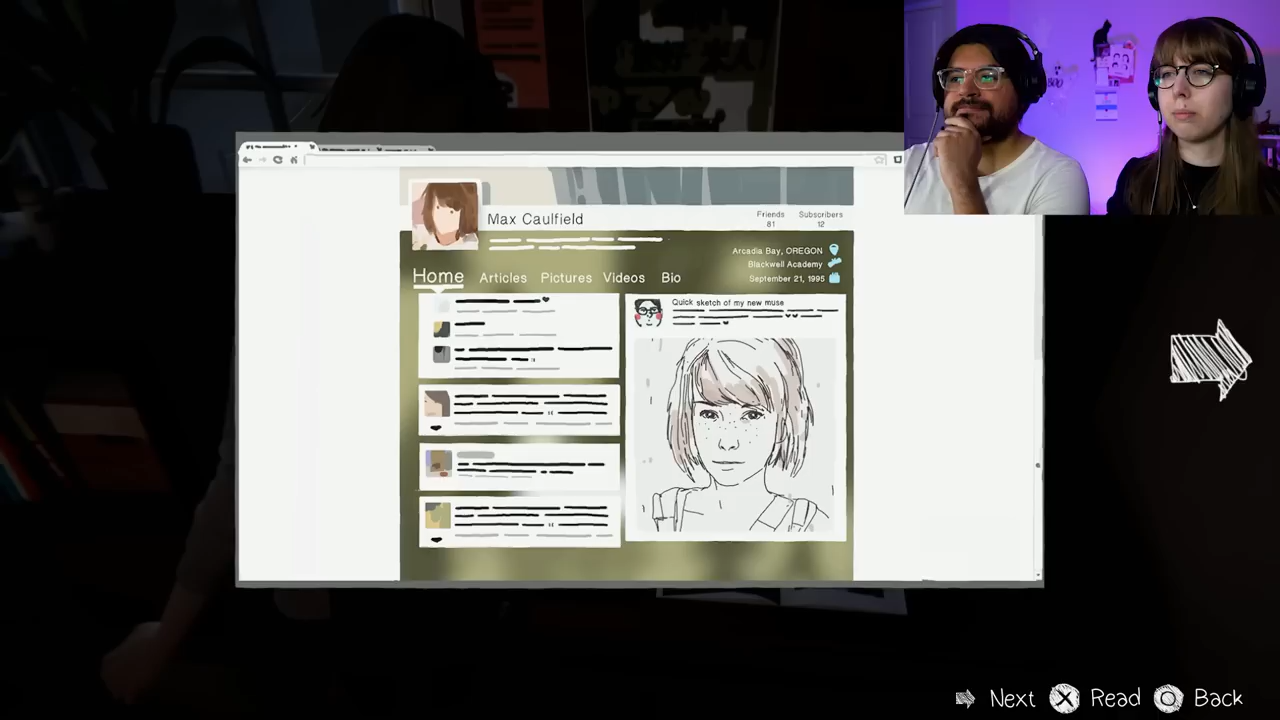 Max Caulfield
Friends
81
Subscribers
12
Arcadia Bay, OREGON
Blackwell Academy
September 21, 1995
Home Articles Pictures Videos Bio
Quick sketch of my new muse
Next Read Back